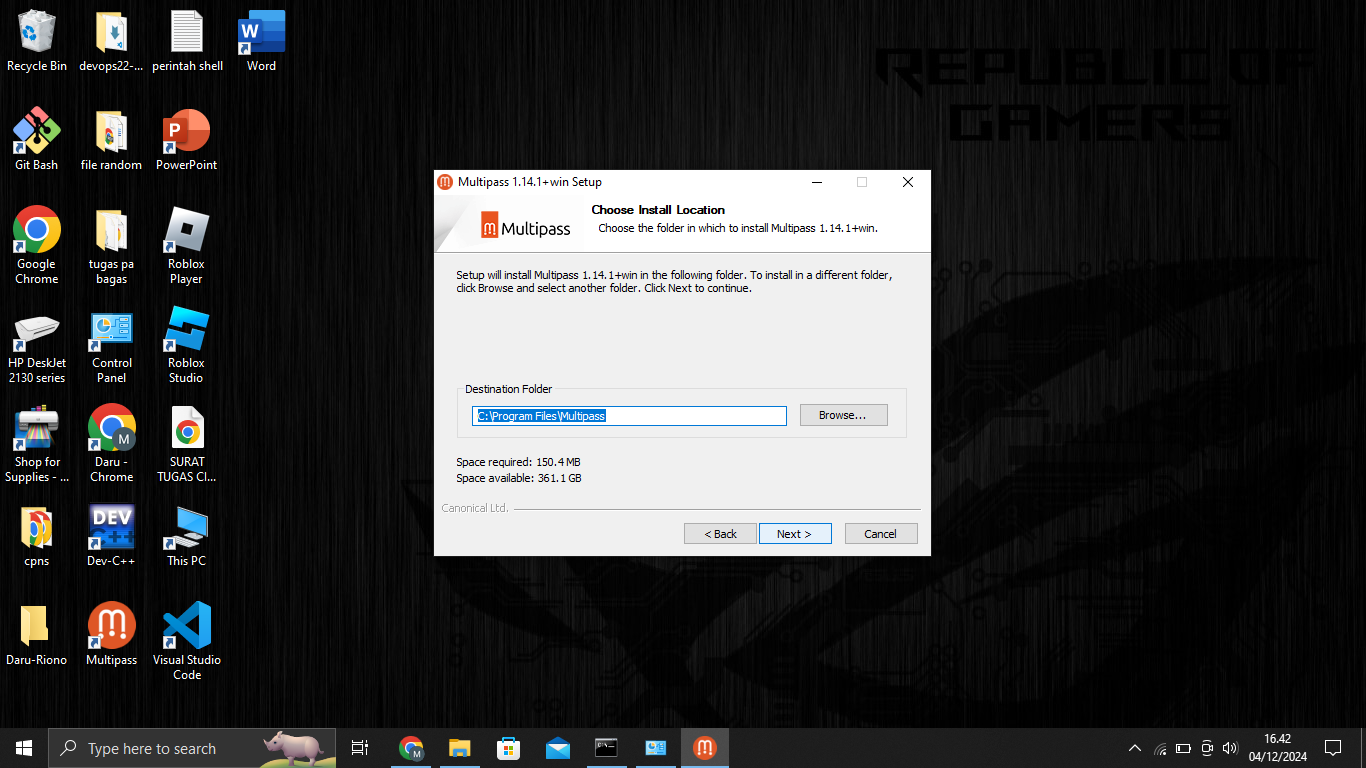 Recycle Bin
devops22-...
perintah shell
Word
REPUBLIC OF
GAMERS
Git Bash
file random
PowerPoint
Google
Chrome
tugas pa
bagas
Roblox
Player
HP DeskJet
2130 series
Control
Panel
Roblox
Studio
Shop for
Supplies - ...
M
Daru -
Chrome
SURAT
TUGAS CI...
cpns
DEV
C++
Dev-C++
This PC
Daru-Riono
Multipass
Visual Studio
Code
Multipass 1.14.1+win Setup
Multipass
Choose Install Location
Choose the folder in which to install Multipass 1.14.1+win.
Setup will install Multipass 1.14.1+win in the following folder. To install in a different folder,
click Browse and select another folder. Click Next to continue.
Destination Folder
C:\Program Files\Multipass
Browse...
Space required: 150.4 MB
Space available: 361.1 GB
Canonical Ltd.
< Back
Next >
Cancel
Type here to search
M
16.42
04/12/2024